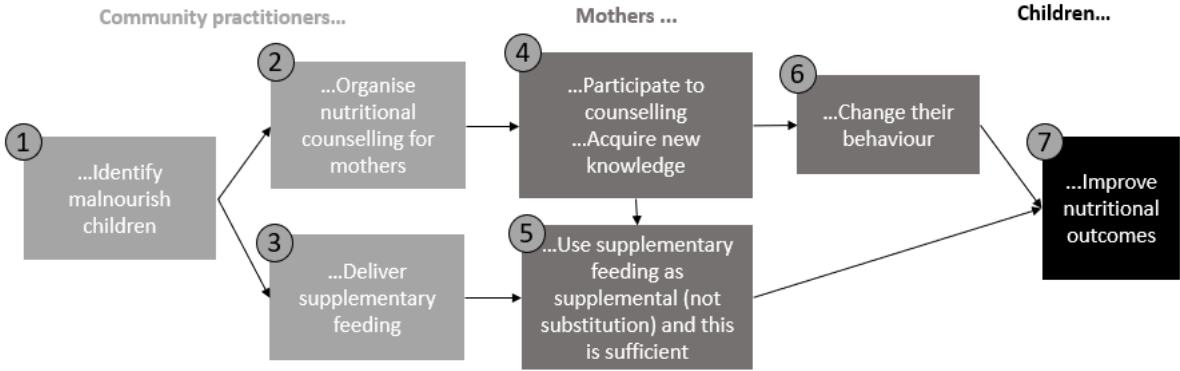 Community practitioners...
Mothers ...
Children...
1
...Identify
malnourish
children
2
...Organise
nutritional
counselling for
mothers
3
...Deliver
supplementary
feeding
4
...Participate to
counselling
...Acquire new
knowledge
5
...Use supplementary
feeding as
supplemental (not
substitution) and this
is sufficient
6
...Change their
behaviour
7
...Improve
nutritional
outcomes